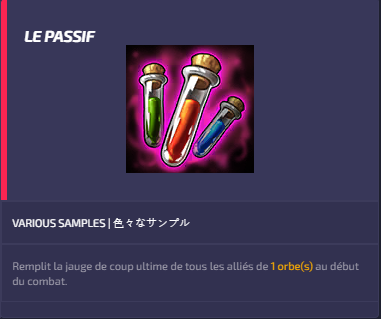 LE PASSIF
VARIOUS SAMPLES | 色々なサンプル
Remplit la jauge de coup ultime de tous les alliés de 1 orbe(s) au début
du combat.